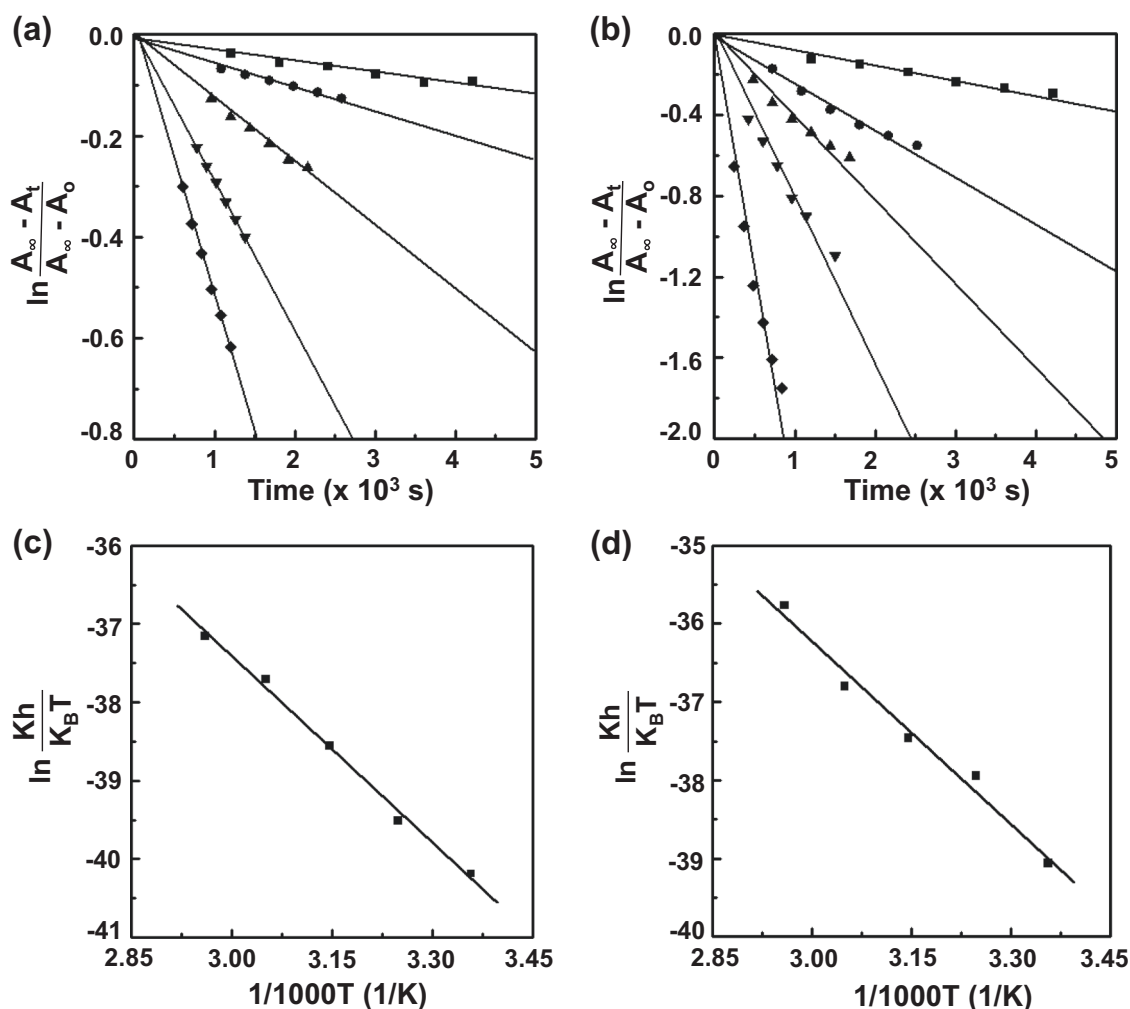 (a)
0.0
-0.2
-0.4
-0.6
-0.8
ln (A∞ - At)/(A∞ - Ao)
0 1 2 3 4 5
Time (x 10³ s)
(b)
0.0
-0.4
-0.8
-1.2
-1.6
-2.0
ln (A∞ - At)/(A∞ - Ao)
0 1 2 3 4 5
Time (x 10³ s)
(c)
-36
-37
-38
-39
-40
-41
ln Kh/KBT
2.85 3.00 3.15 3.30 3.45
1/1000T (1/K)
(d)
-35
-36
-37
-38
-39
-40
ln Kh/KBT
2.85 3.00 3.15 3.30 3.45
1/1000T (1/K)